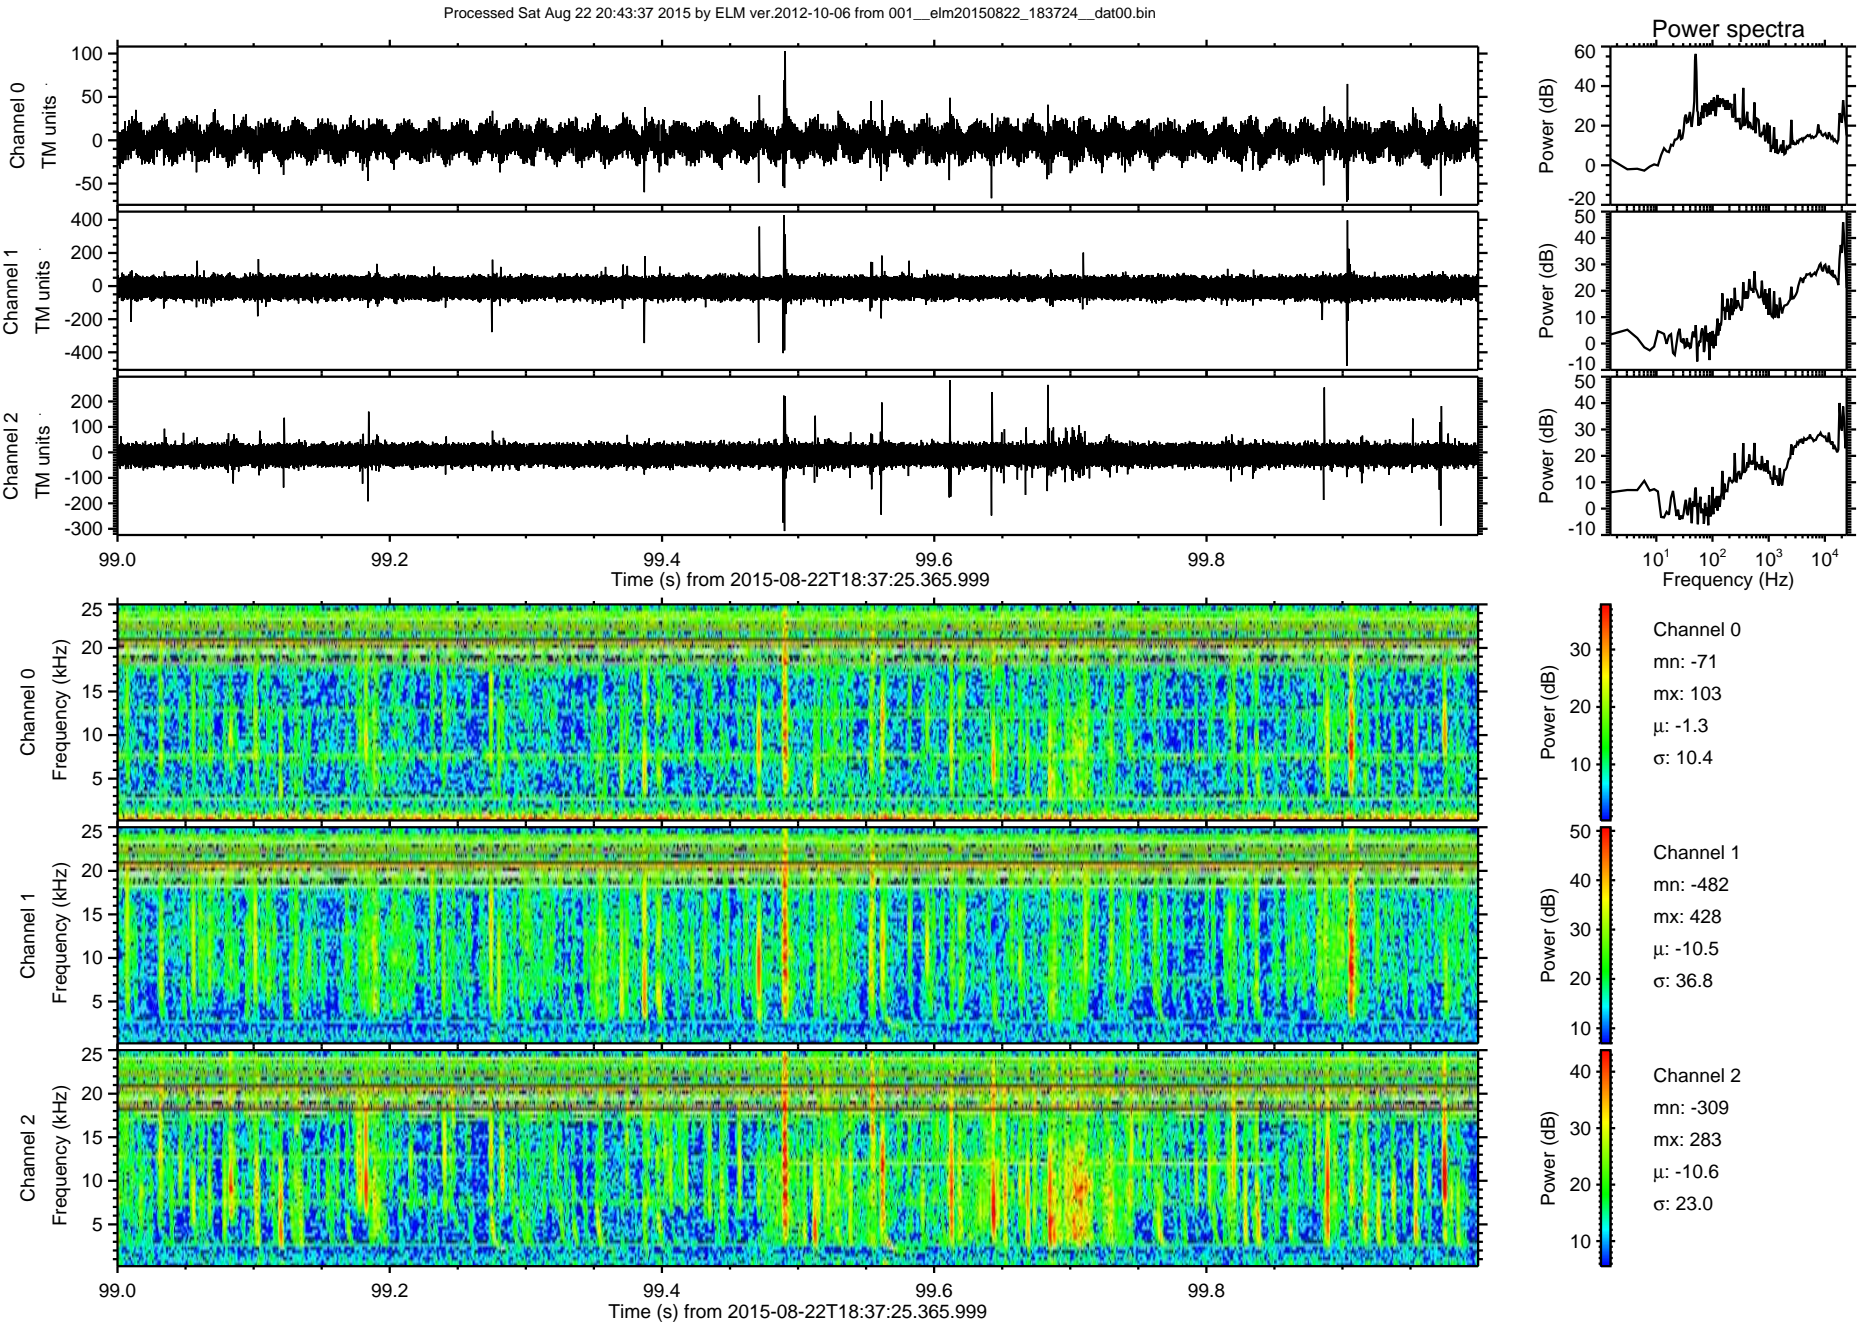 Processed Sat Aug 22 20:43:37 2015 by ELM ver.2012-10-06 from 001__elm20150822_183724__dat00.bin
Power spectra
Channel 0
TM units
100
50
0
-50
Power (dB)
60
40
20
0
-20
Channel 1
TM units
400
200
0
-200
-400
Power (dB)
50
40
30
20
10
0
-10
Channel 2
TM units
200
100
0
-100
-200
-300
Power (dB)
50
40
30
20
10
0
-10
99.0 99.2 99.4 99.6 99.8
Time (s) from 2015-08-22T18:37:25.365.999
10¹ 10² 10³ 10⁴
Frequency (Hz)
Channel 0
Frequency (kHz)
25
20
15
10
5
Power (dB)
30
20
10
Channel 0
mn: -71
mx: 103
μ: -1.3
σ: 10.4
Channel 1
Frequency (kHz)
25
20
15
10
5
Power (dB)
50
40
30
20
10
Channel 1
mn: -482
mx: 428
μ: -10.5
σ: 36.8
Channel 2
Frequency (kHz)
25
20
15
10
5
Power (dB)
40
30
20
10
Channel 2
mn: -309
mx: 283
μ: -10.6
σ: 23.0
99.0 99.2 99.4 99.6 99.8
Time (s) from 2015-08-22T18:37:25.365.999